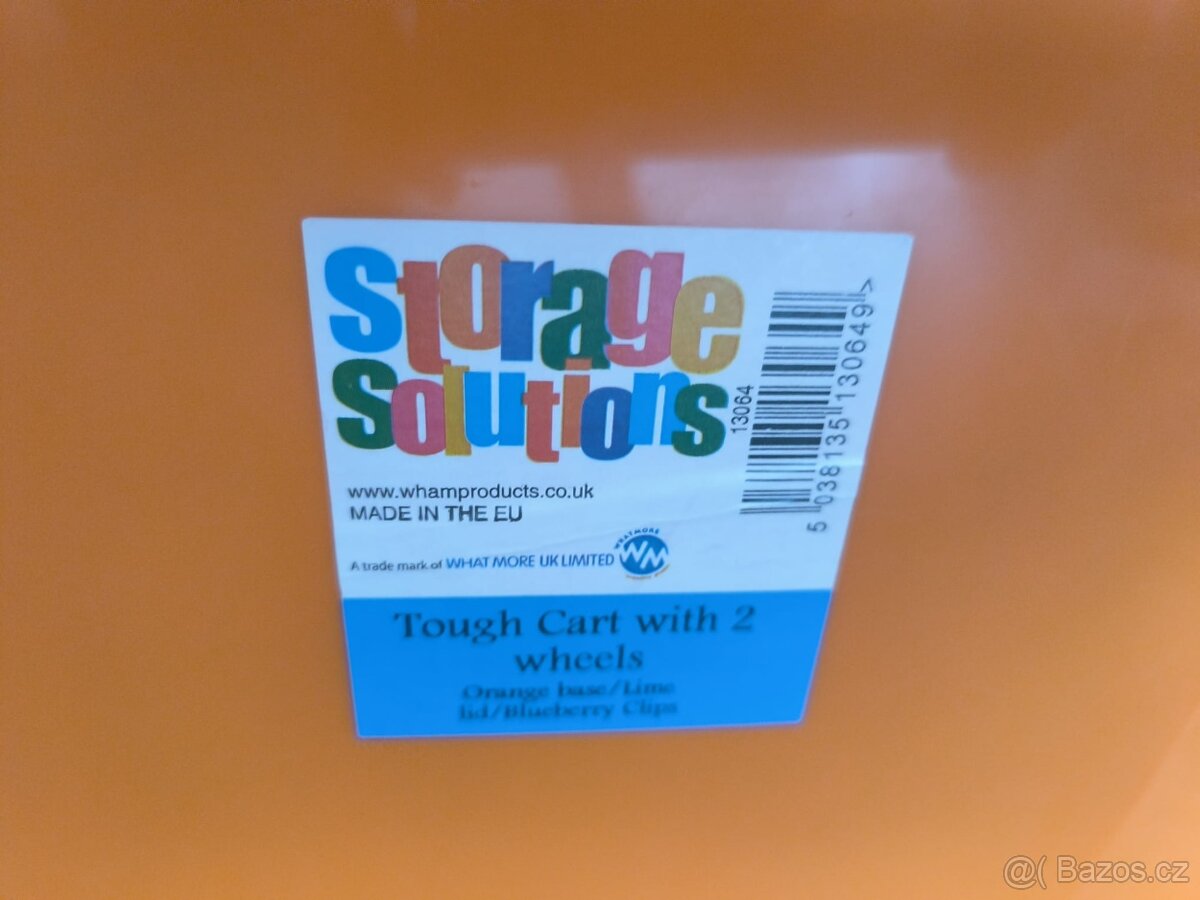 Storage
Solutions
13064
5 038135 130649 >
www.whamproducts.co.uk
MADE IN THE EU
A trade mark of WHAT MORE UK LIMITED
WHATMORE
WM
Tough Cart with 2
wheels
Orange base/Lime
lid/Blueberry Clips
@( Bazos.cz